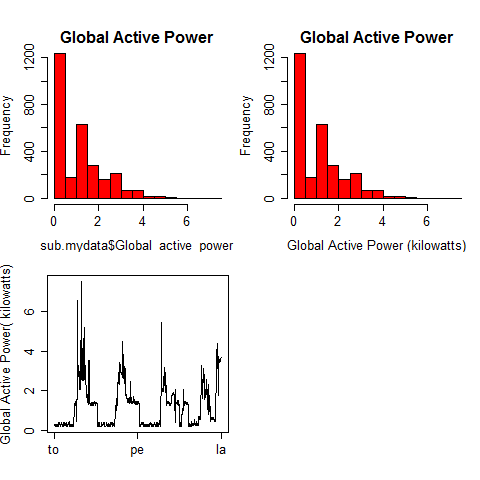 Global Active Power
Frequency
0 400 800 1200
0 2 4 6
sub.mydata$Global_active_power
Global Active Power
Frequency
0 400 800 1200
0 2 4 6
Global Active Power (kilowatts)
Global Active Power( kilowatts)
0 2 4 6
to pe la